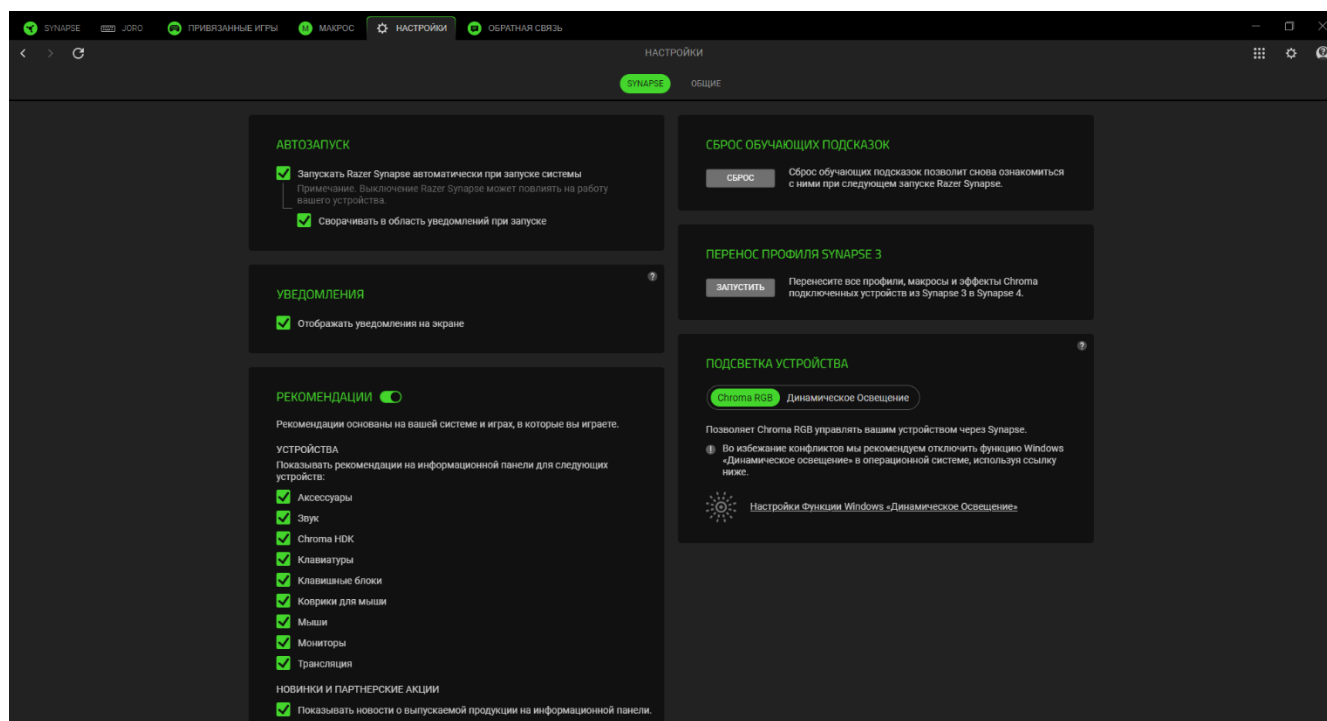 SYNAPSE JORO ПРИВЯЗАННЫЕ ИГРЫ M МАКРОС НАСТРОЙКИ ОБРАТНАЯ СВЯЗЬ
НАСТРОЙКИ
SYNAPSE ОБЩИЕ
АВТОЗАПУСК
Запускать Razer Synapse автоматически при запуске системы
Примечание. Выключение Razer Synapse может повлиять на работу
вашего устройства.
Сворачивать в область уведомлений при запуске
УВЕДОМЛЕНИЯ
Отображать уведомления на экране
РЕКОМЕНДАЦИИ
Рекомендации основаны на вашей системе и играх, в которые вы играете.
УСТРОЙСТВА
Показывать рекомендации на информационной панели для следующих
устройств:
Аксессуары
Звук
Chroma HDK
Клавиатуры
Клавишные блоки
Коврики для мыши
Мыши
Мониторы
Трансляция
НОВИНКИ И ПАРТНЕРСКИЕ АКЦИИ
Показывать новости о выпускаемой продукции на информационной панели.
СБРОС ОБУЧАЮЩИХ ПОДСКАЗОК
СБРОС
Сброс обучающих подсказок позволит снова ознакомиться
с ними при следующем запуске Razer Synapse.
ПЕРЕНОС ПРОФИЛЯ SYNAPSE 3
ЗАПУСТИТЬ
Перенесите все профили, макросы и эффекты Chroma
подключенных устройств из Synapse 3 в Synapse 4.
ПОДСВЕТКА УСТРОЙСТВА
Chroma RGB Динамическое Освещение
Позволяет Chroma RGB управлять вашим устройством через Synapse.
Во избежание конфликтов мы рекомендуем отключить функцию Windows
«Динамическое освещение» в операционной системе, используя ссылку
ниже.
Настройки Функции Windows «Динамическое Освещение»